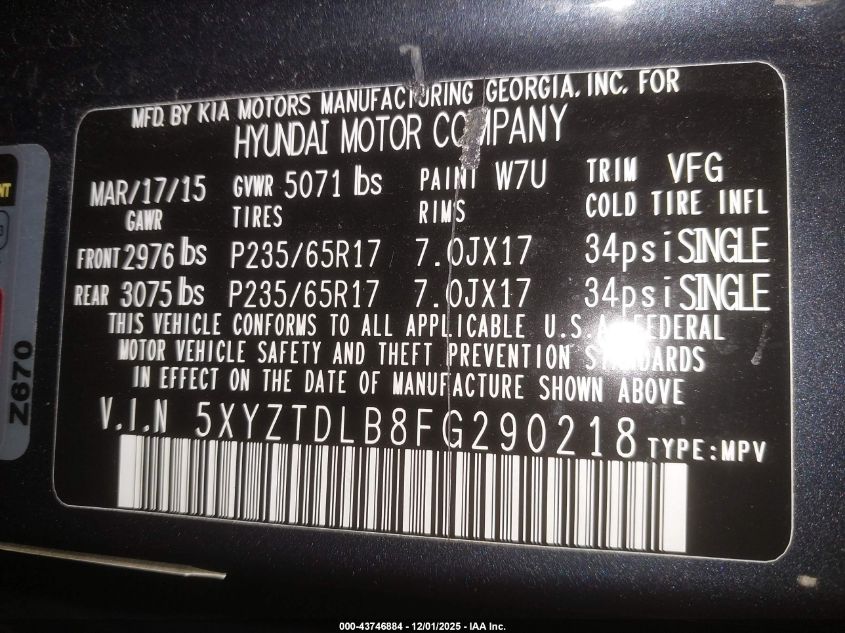 MFD. BY KIA MOTORS MANUFACTURING GEORGIA, INC. FOR
HYUNDAI MOTOR COMPANY
MAR/17/15 GVWR 5071 lbs PAINT W7U TRIM VFG
GAWR TIRES RIMS COLD TIRE INFL
FRONT 2976 lbs P235/65R17 7.0JX17 34psi SINGLE
REAR 3075 lbs P235/65R17 7.0JX17 34psi SINGLE
THIS VEHICLE CONFORMS TO ALL APPLICABLE U.S.A. FEDERAL
MOTOR VEHICLE SAFETY AND THEFT PREVENTION STANDARDS
IN EFFECT ON THE DATE OF MANUFACTURE SHOWN ABOVE
V.I.N 5XYZTDLB8FG290218 TYPE:MPV
Z670
000-43746884 - 12/01/2025 - IAA Inc.